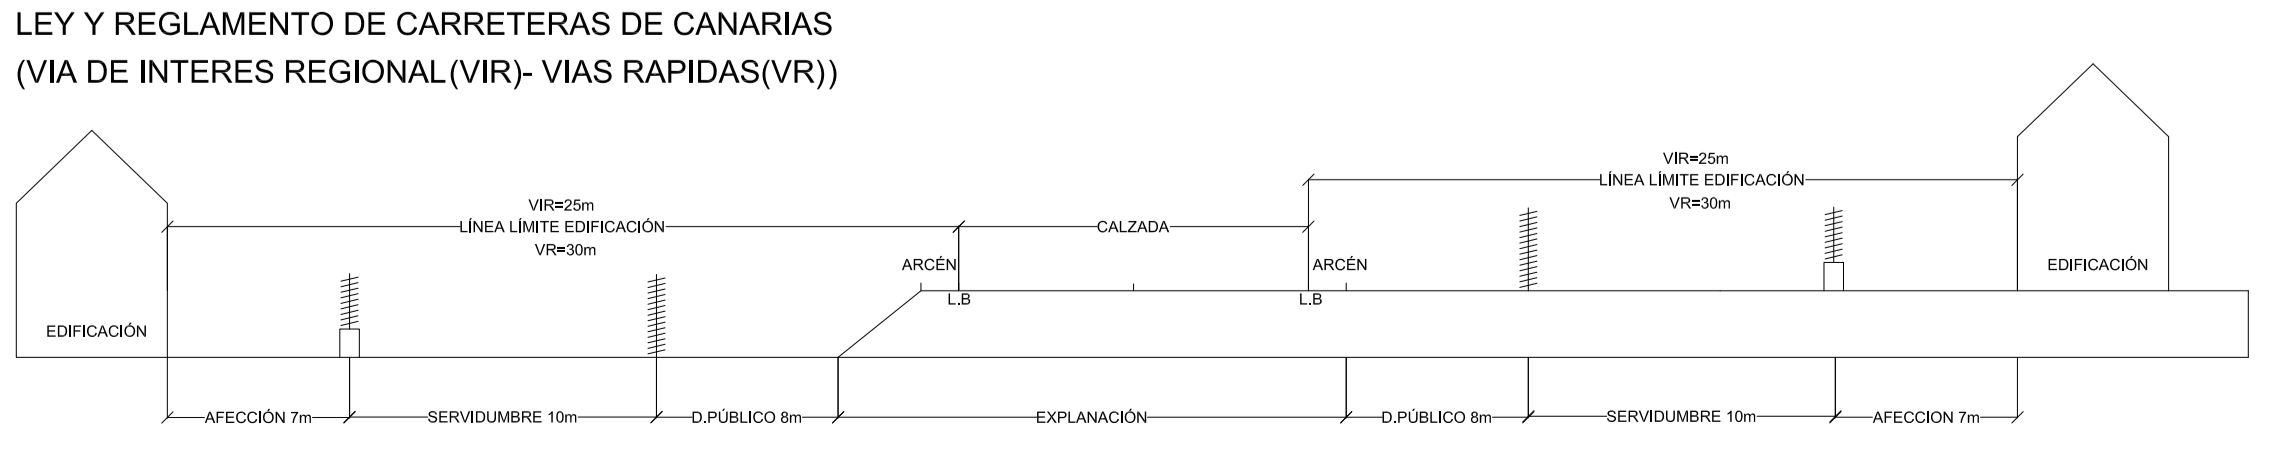 LEY Y REGLAMENTO DE CARRETERAS DE CANARIAS
(VIA DE INTERES REGIONAL(VIR)- VIAS RAPIDAS(VR))
VIR=25m
LÍNEA LÍMITE EDIFICACIÓN
VR=30m
CALZADA
VIR=25m
LÍNEA LÍMITE EDIFICACIÓN
VR=30m
ARCÉN
ARCÉN
L.B
L.B
EDIFICACIÓN
EDIFICACIÓN
AFECCIÓN 7m
SERVIDUMBRE 10m
D.PÚBLICO 8m
EXPLANACIÓN
D.PÚBLICO 8m
SERVIDUMBRE 10m
AFECCION 7m